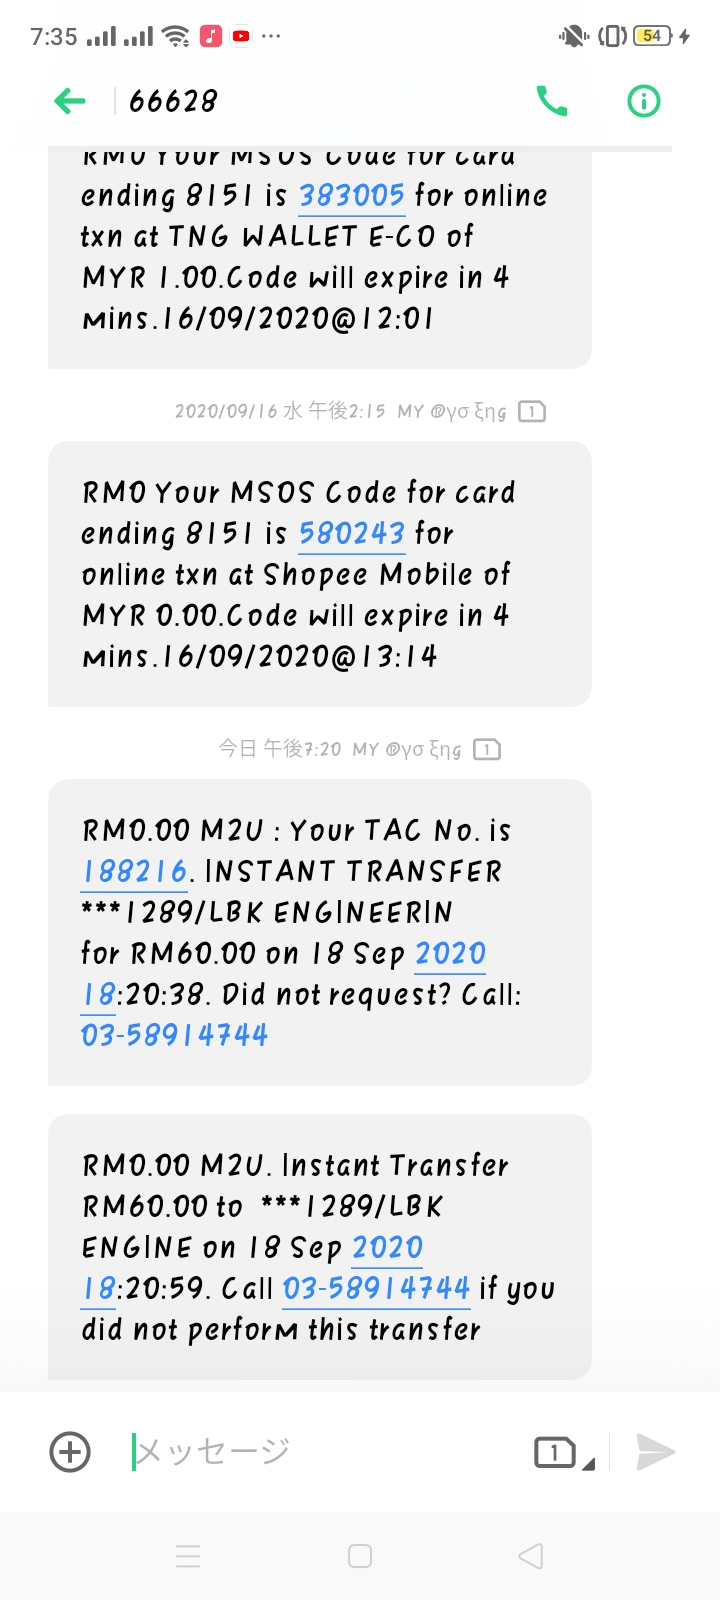 7:35
54
66628
RM0 Your MSOS Code for card
ending 8151 is 383005 for online
txn at TNG WALLET E-CO of
MYR 1.00.Code will expire in 4
mins.16/09/2020@12:01
2020/09/16 水 午後2:15 MY ®γσ ξηg 1
RM0 Your MSOS Code for card
ending 8151 is 580243 for
online txn at Shopee Mobile of
MYR 0.00.Code will expire in 4
mins.16/09/2020@13:14
今日 午後7:20 MY ®γσ ξηg 1
RM0.00 M2U : Your TAC No. is
188216. INSTANT TRANSFER
***1289/LBK ENGINEERIN
for RM60.00 on 18 Sep 2020
18:20:38. Did not request? Call:
03-58914744
RM0.00 M2U. Instant Transfer
RM60.00 to ***1289/LBK
ENGINE on 18 Sep 2020
18:20:59. Call 03-58914744 if you
did not perform this transfer
メッセージ
1